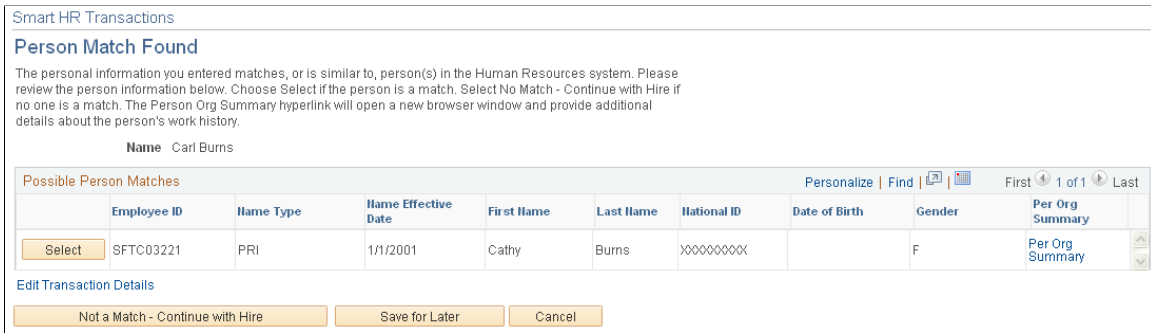 Smart HR Transactions
Person Match Found
The personal information you entered matches, or is similar to, person(s) in the Human Resources system. Please
review the person information below. Choose Select if the person is a match. Select No Match - Continue with Hire if
no one is a match. The Person Org Summary hyperlink will open a new browser window and provide additional
details about the person's work history.
Name Carl Burns
Possible Person Matches Personalize | Find | | First 1 of 1 Last
Employee ID Name Type Name Effective Date First Name Last Name National ID Date of Birth Gender Per Org Summary
Select SFTC03221 PRI 1/1/2001 Cathy Burns XXXXXXXXX F Per Org Summary
Edit Transaction Details
Not a Match - Continue with Hire Save for Later Cancel